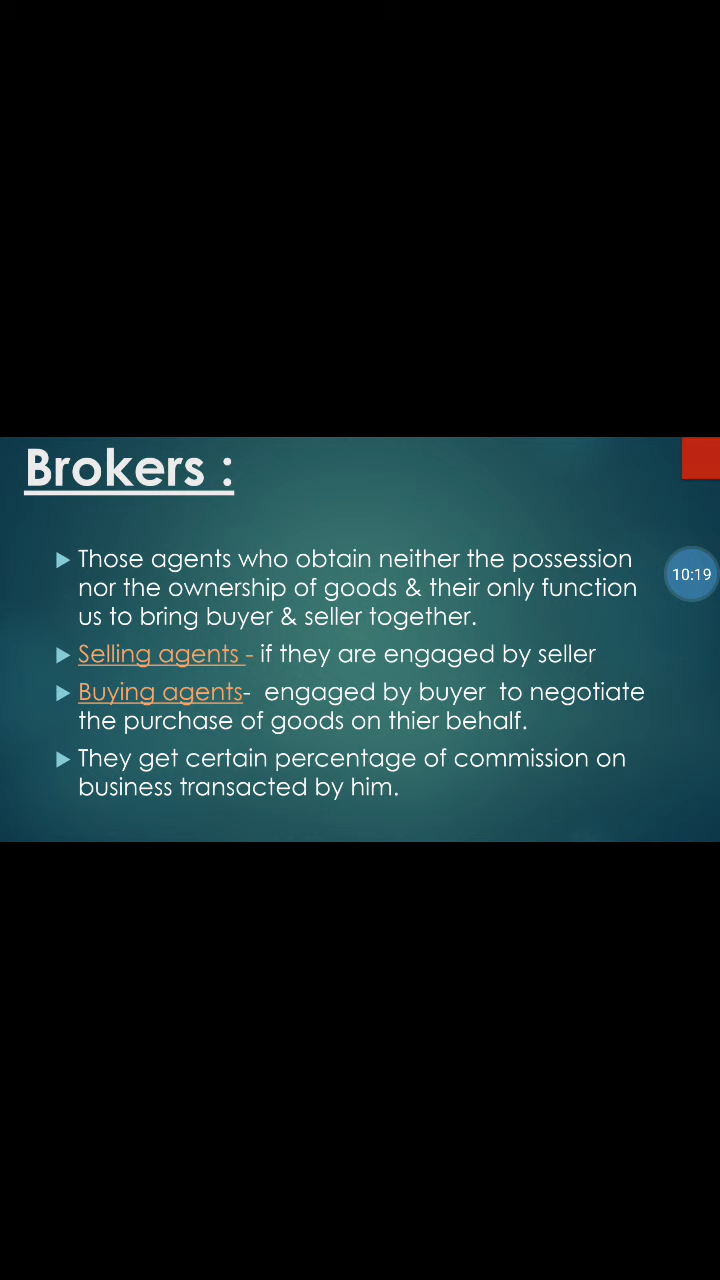 Brokers :
Those agents who obtain neither the possession
nor the ownership of goods & their only function
us to bring buyer & seller together.
10:19
Selling agents - if they are engaged by seller
Buying agents- engaged by buyer to negotiate
the purchase of goods on thier behalf.
They get certain percentage of commission on
business transacted by him.